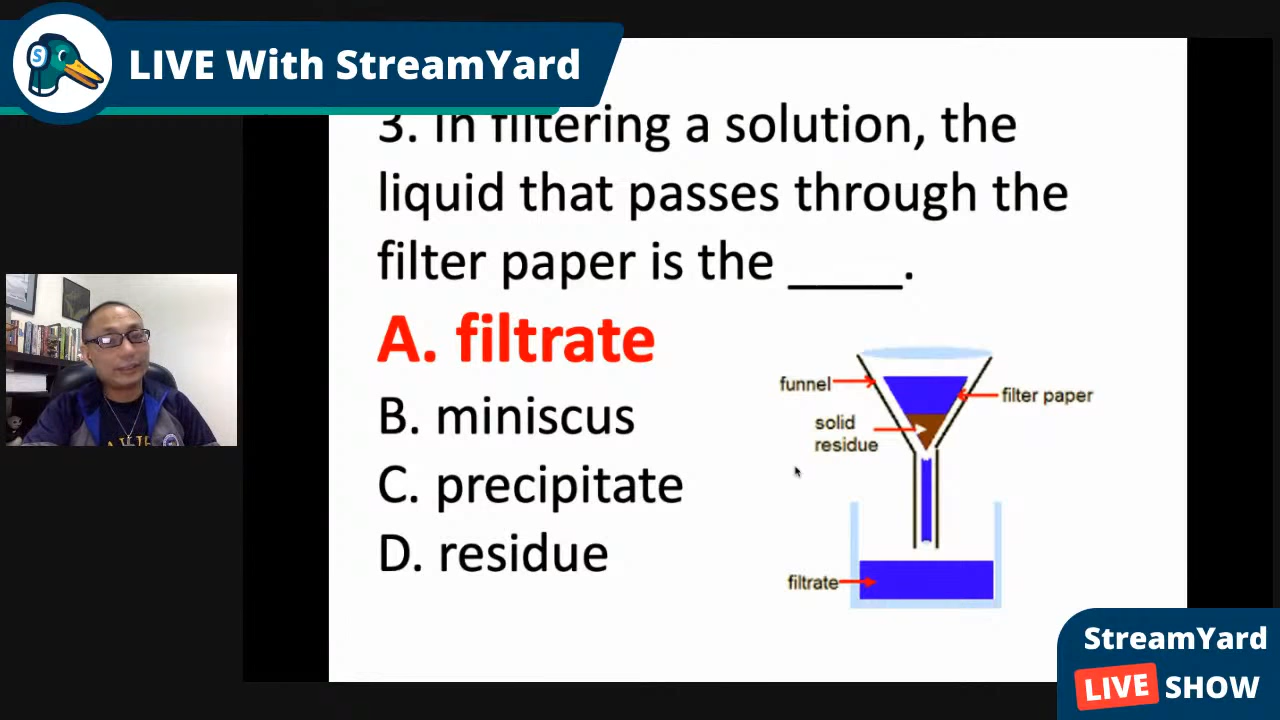 LIVE With StreamYard
3. In filtering a solution, the
liquid that passes through the
filter paper is the _____.
A. filtrate
B. miniscus
C. precipitate
D. residue
funnel
filter paper
solid
residue
filtrate
StreamYard
LIVE SHOW